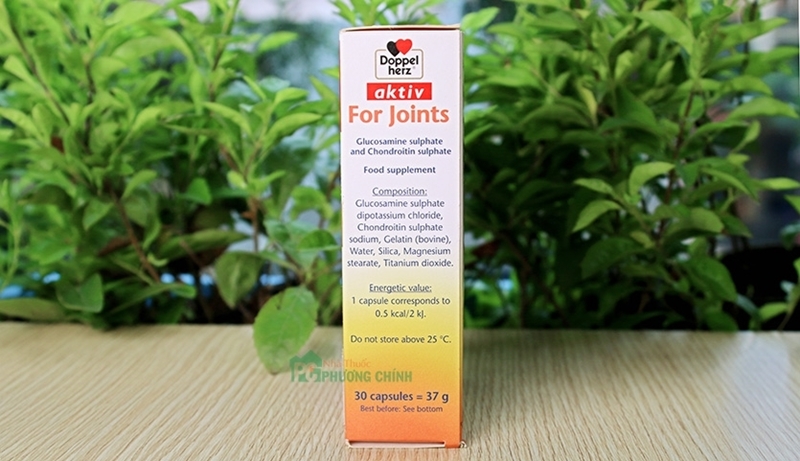 Doppel
herz®
aktiv
For Joints
Glucosamine sulphate
and Chondroitin sulphate
Food supplement
Composition:
Glucosamine sulphate
dipotassium chloride,
Chondroitin sulphate
sodium, Gelatin (bovine),
Water, Silica, Magnesium
stearate, Titanium dioxide.
Energetic value:
1 capsule corresponds to
0.5 kcal/2 kJ.
Do not store above 25 °C.
Nhà Thuốc
PHƯƠNG CHÍNH
30 capsules = 37 g
Best before: See bottom